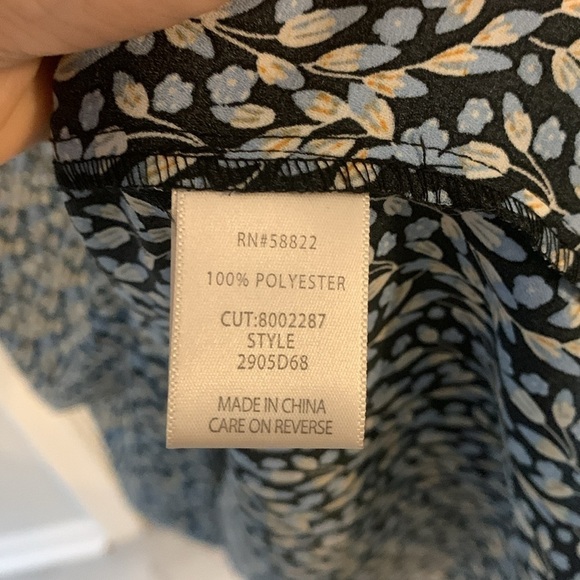 RN#58822
100% POLYESTER
CUT:8002287
STYLE
2905D68
MADE IN CHINA
CARE ON REVERSE